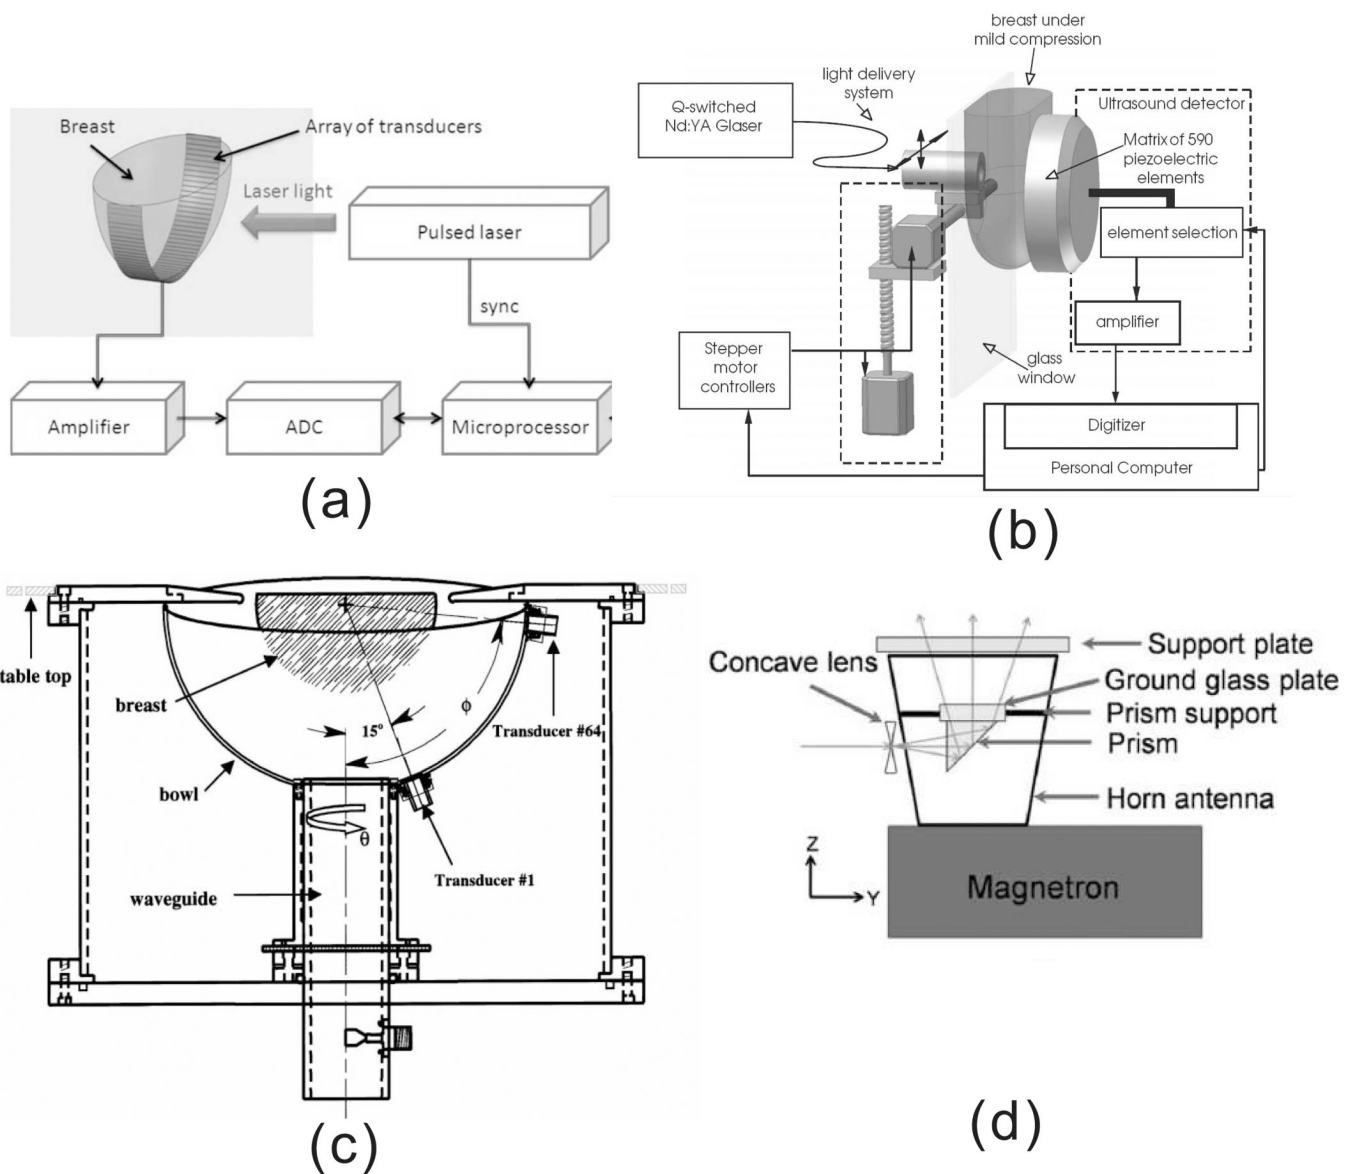 Breast
Array of transducers
Laser light
Pulsed laser
sync
Amplifier
ADC
Microprocessor
(a)
breast under
mild compression
light delivery
system
Q-switched
Nd:YA Glaser
Ultrasound detector
Matrix of 590
piezoelectric
elements
element selection
amplifier
Stepper
motor
controllers
glass
window
Digitizer
Personal Computer
(b)
table top
breast
15°
ϕ
Transducer #64
bowl
θ
Transducer #1
waveguide
(c)
Support plate
Concave lens
Ground glass plate
Prism support
Prism
Horn antenna
Z
Y
Magnetron
(d)